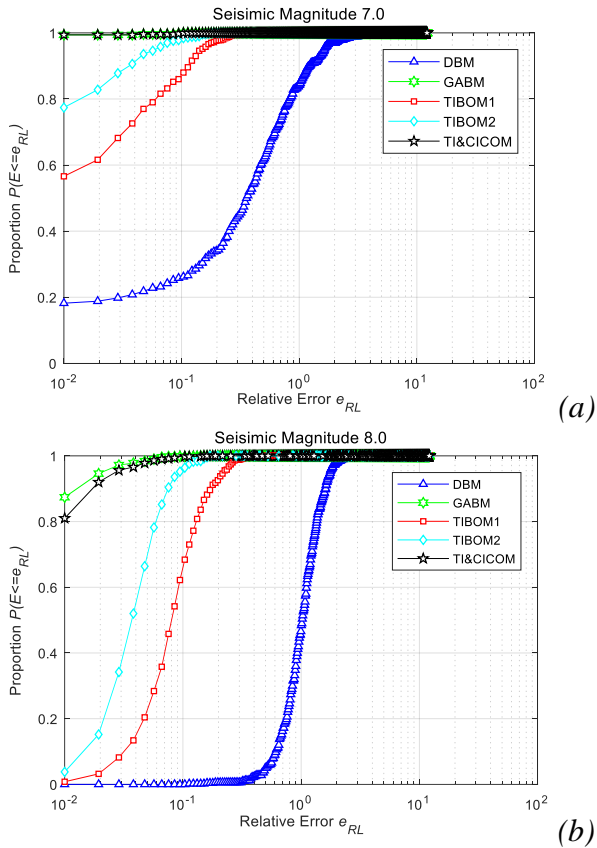 Seisimic Magnitude 7.0
1
0.8
0.6
0.4
0.2
0
Proportion P(E<=e_RL)
DBM
GABM
TIBOM1
TIBOM2
TI&CICOM
10^-2
10^-1
10^0
10^1
10^2
Relative Error e_RL
(a)
Seisimic Magnitude 8.0
1
0.8
0.6
0.4
0.2
0
Proportion P(E<=e_RL)
DBM
GABM
TIBOM1
TIBOM2
TI&CICOM
10^-2
10^-1
10^0
10^1
10^2
Relative Error e_RL
(b)